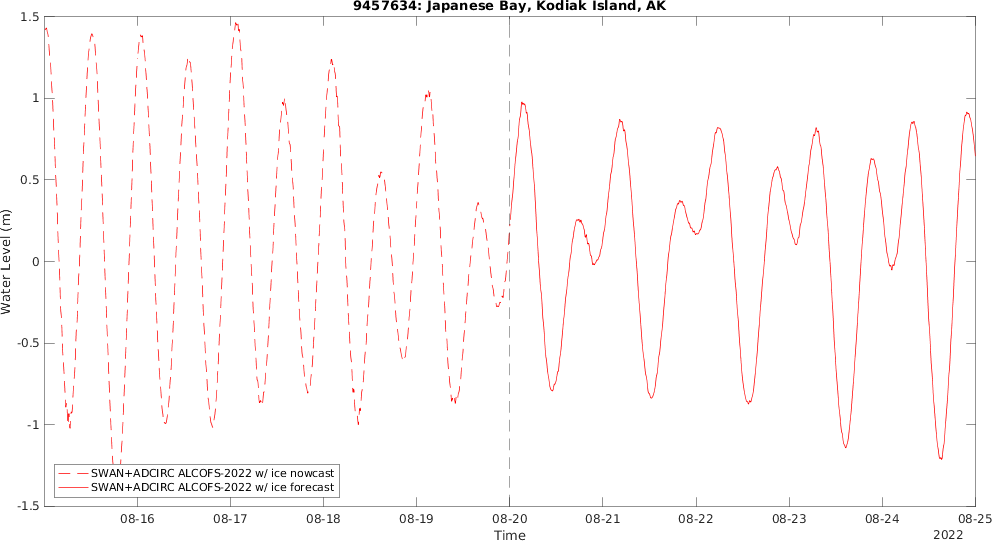 9457634: Japanese Bay, Kodiak Island, AK
Water Level (m)
1.5
1
0.5
0
-0.5
-1
-1.5
SWAN+ADCIRC ALCOFS-2022 w/ ice nowcast
SWAN+ADCIRC ALCOFS-2022 w/ ice forecast
08-16 08-17 08-18 08-19 08-20 08-21 08-22 08-23 08-24 08-25
Time
2022